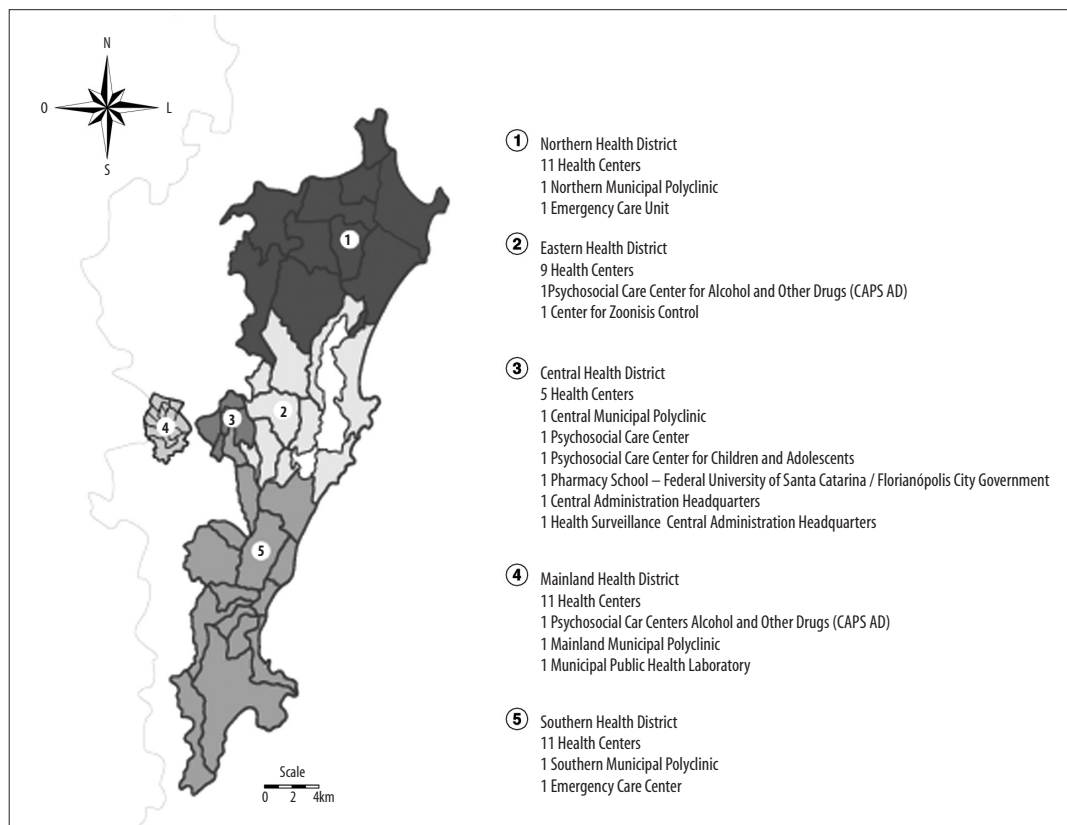 N
O
L
S
1
2
3
4
5
Scale
0 2 4km
1 Northern Health District
11 Health Centers
1 Northern Municipal Polyclinic
1 Emergency Care Unit
2 Eastern Health District
9 Health Centers
1Psychosocial Care Center for Alcohol and Other Drugs (CAPS AD)
1 Center for Zoonisis Control
3 Central Health District
5 Health Centers
1 Central Municipal Polyclinic
1 Psychosocial Care Center
1 Psychosocial Care Center for Children and Adolescents
1 Pharmacy School – Federal University of Santa Catarina / Florianópolis City Government
1 Central Administration Headquarters
1 Health Surveillance Central Administration Headquarters
4 Mainland Health District
11 Health Centers
1 Psychosocial Car Centers Alcohol and Other Drugs (CAPS AD)
1 Mainland Municipal Polyclinic
1 Municipal Public Health Laboratory
5 Southern Health District
11 Health Centers
1 Southern Municipal Polyclinic
1 Emergency Care Center